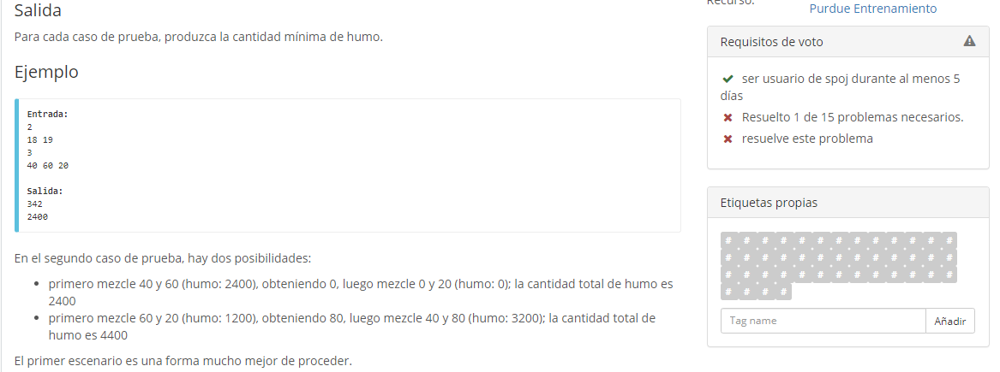 Salida
Para cada caso de prueba, produzca la cantidad mínima de humo.
Ejemplo
Entrada:
2
18 19
3
40 60 20
Salida:
342
2400
En el segundo caso de prueba, hay dos posibilidades:
primero mezcle 40 y 60 (humo: 2400), obteniendo 0, luego mezcle 0 y 20 (humo: 0); la cantidad total de humo es
2400
primero mezcle 60 y 20 (humo: 1200), obteniendo 80, luego mezcle 40 y 80 (humo: 3200); la cantidad total de
humo es 4400
El primer escenario es una forma mucho mejor de proceder.
Recurso:
Purdue Entrenamiento
Requisitos de voto
ser usuario de spoj durante al menos 5
días
Resuelto 1 de 15 problemas necesarios.
resuelve este problema
Etiquetas propias
# # # # # # # # # # # # #
# # # # # # # # # # # # #
# # # # # # # # # # # # #
# # # #
Tag name
Añadir